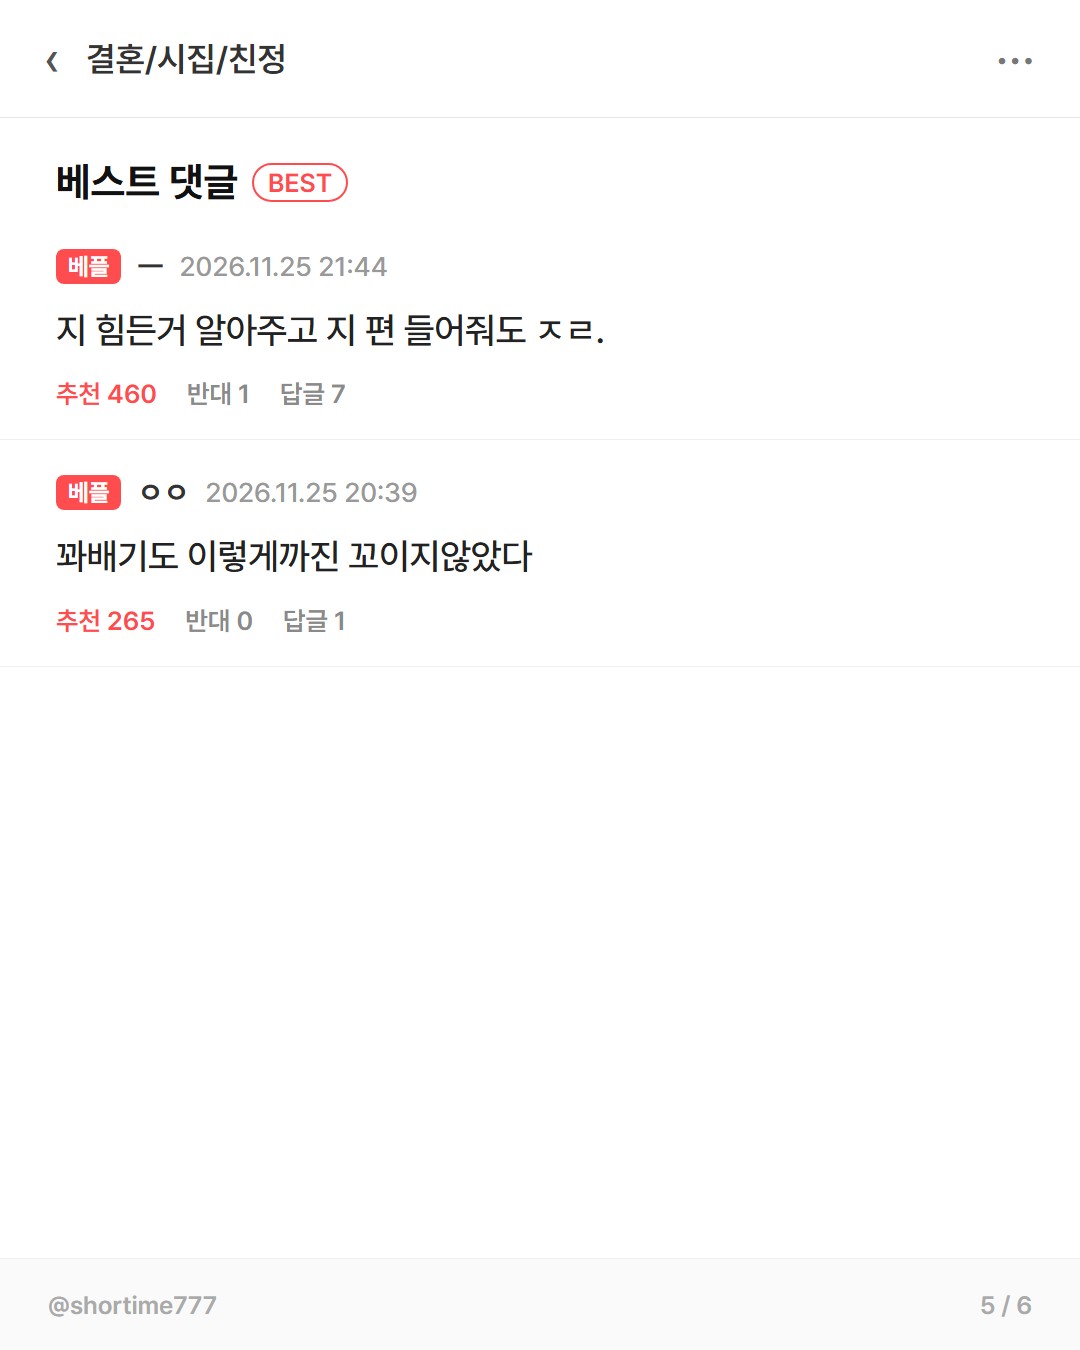 ‹ 결혼/시집/친정 •••
베스트 댓글 BEST
베플 ㅡ 2026.11.25 21:44
지 힘든거 알아주고 지 편 들어줘도 ㅈㄹ.
추천 460 반대 1 답글 7
베플 ㅇㅇ 2026.11.25 20:39
꽈배기도 이렇게까진 꼬이지않았다
추천 265 반대 0 답글 1
@shortime777 5 / 6